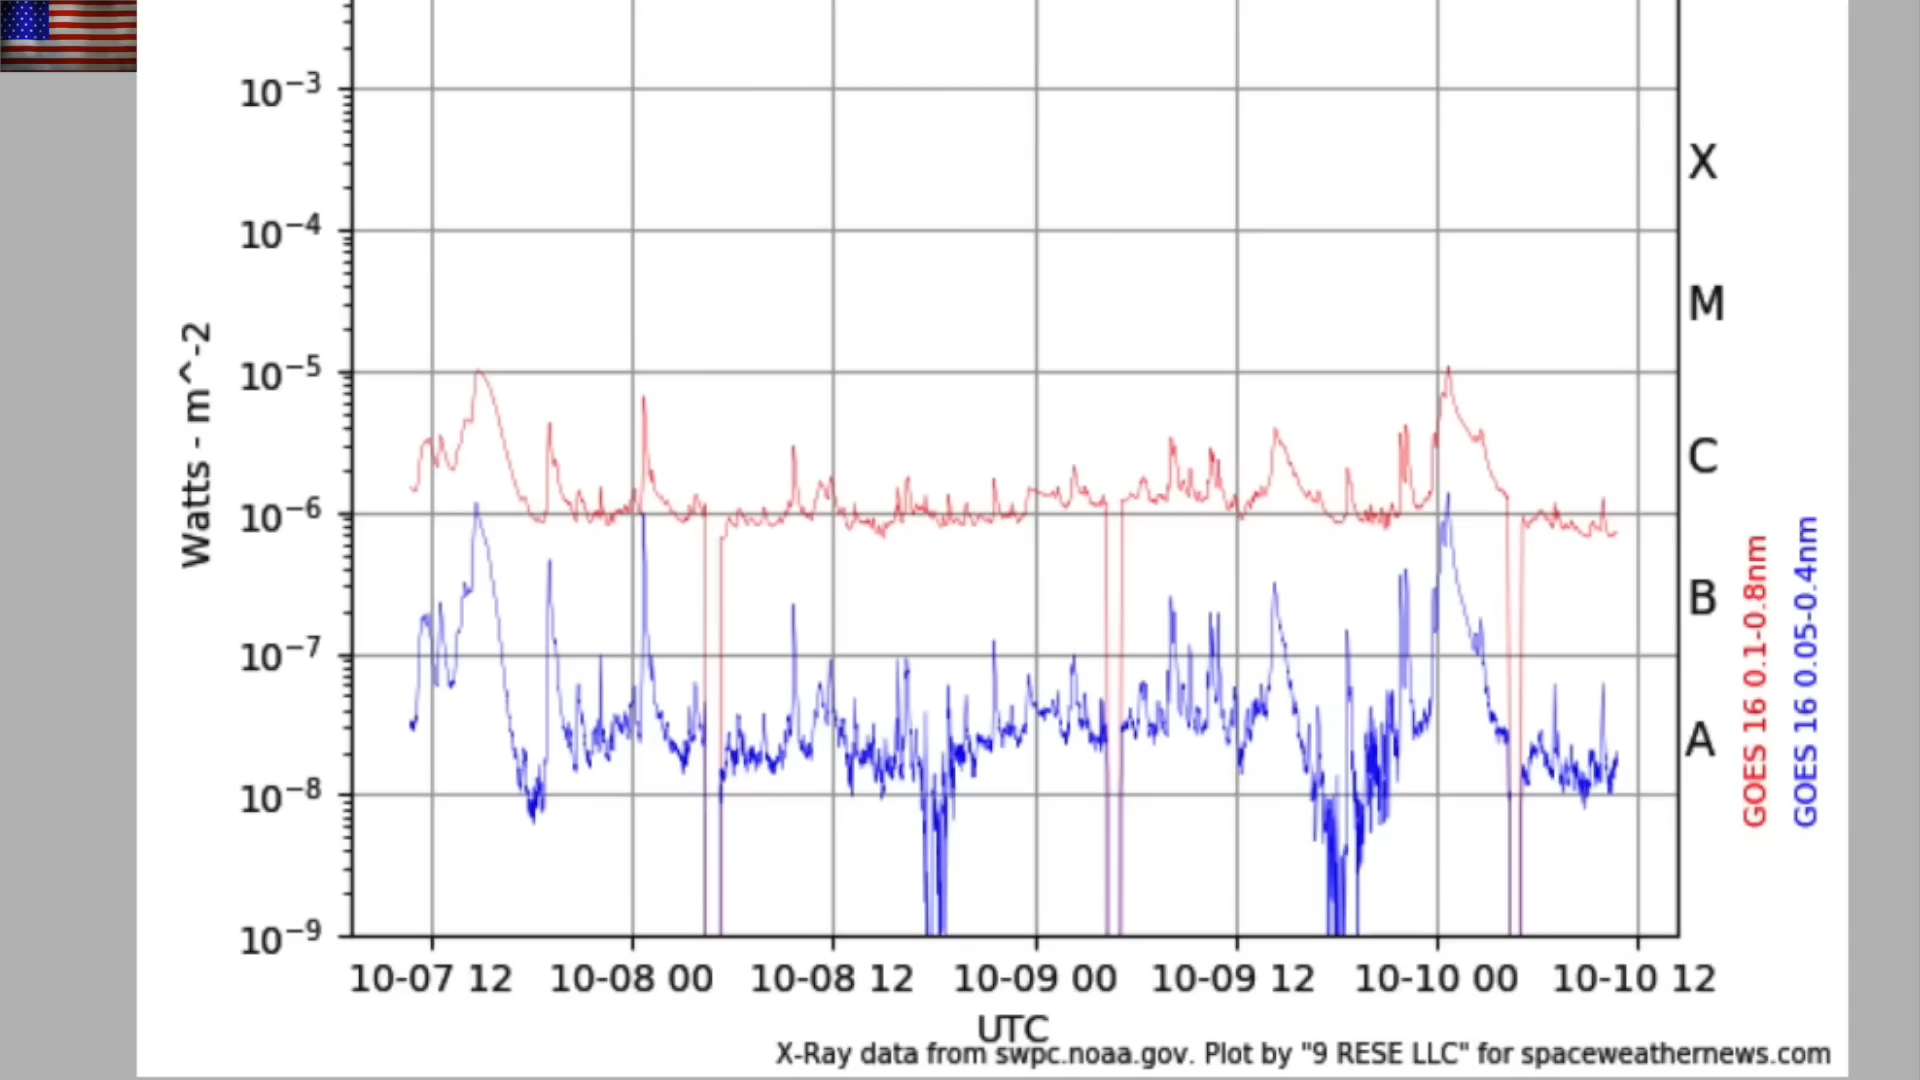 10⁻³
X
10⁻⁴
M
10⁻⁵
C
10⁻⁶
B
10⁻⁷
A
10⁻⁸
10⁻⁹
Watts - m^-2
GOES 16 0.1-0.8nm
GOES 16 0.05-0.4nm
10-07 12
10-08 00
10-08 12
10-09 00
10-09 12
10-10 00
10-10 12
UTC
X-Ray data from swpc.noaa.gov. Plot by "9 RESE LLC" for spaceweathernews.com